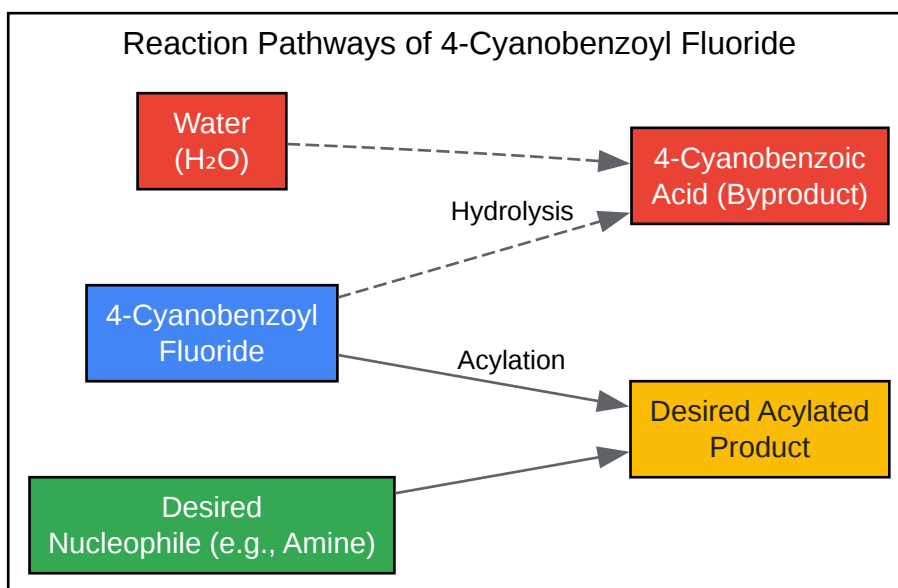 Reaction Pathways of 4-Cyanobenzoyl Fluoride
Water
(H₂O)
4-Cyanobenzoic
Acid (Byproduct)
Hydrolysis
4-Cyanobenzoyl
Fluoride
Acylation
Desired Acylated
Product
Desired
Nucleophile (e.g., Amine)